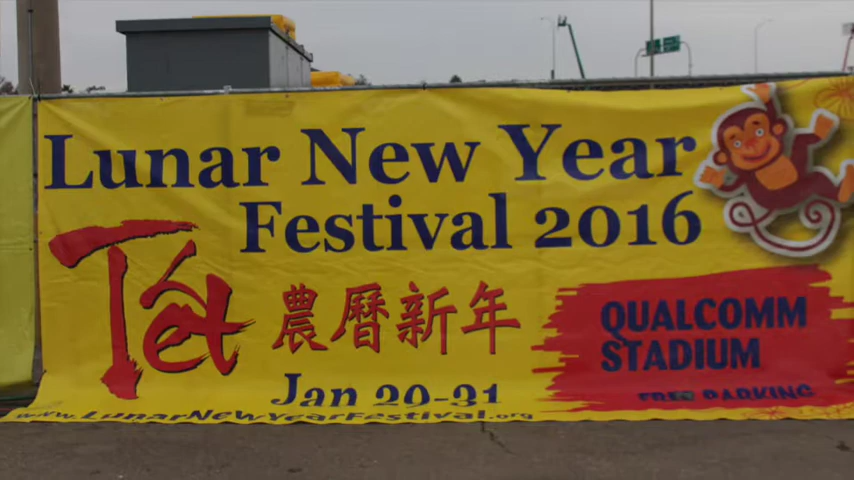 Lunar New Year
Festival 2016
Tết
農曆新年
Jan 20-31
QUALCOMM
STADIUM
FREE PARKING
www.LunarNewYearFestival.org